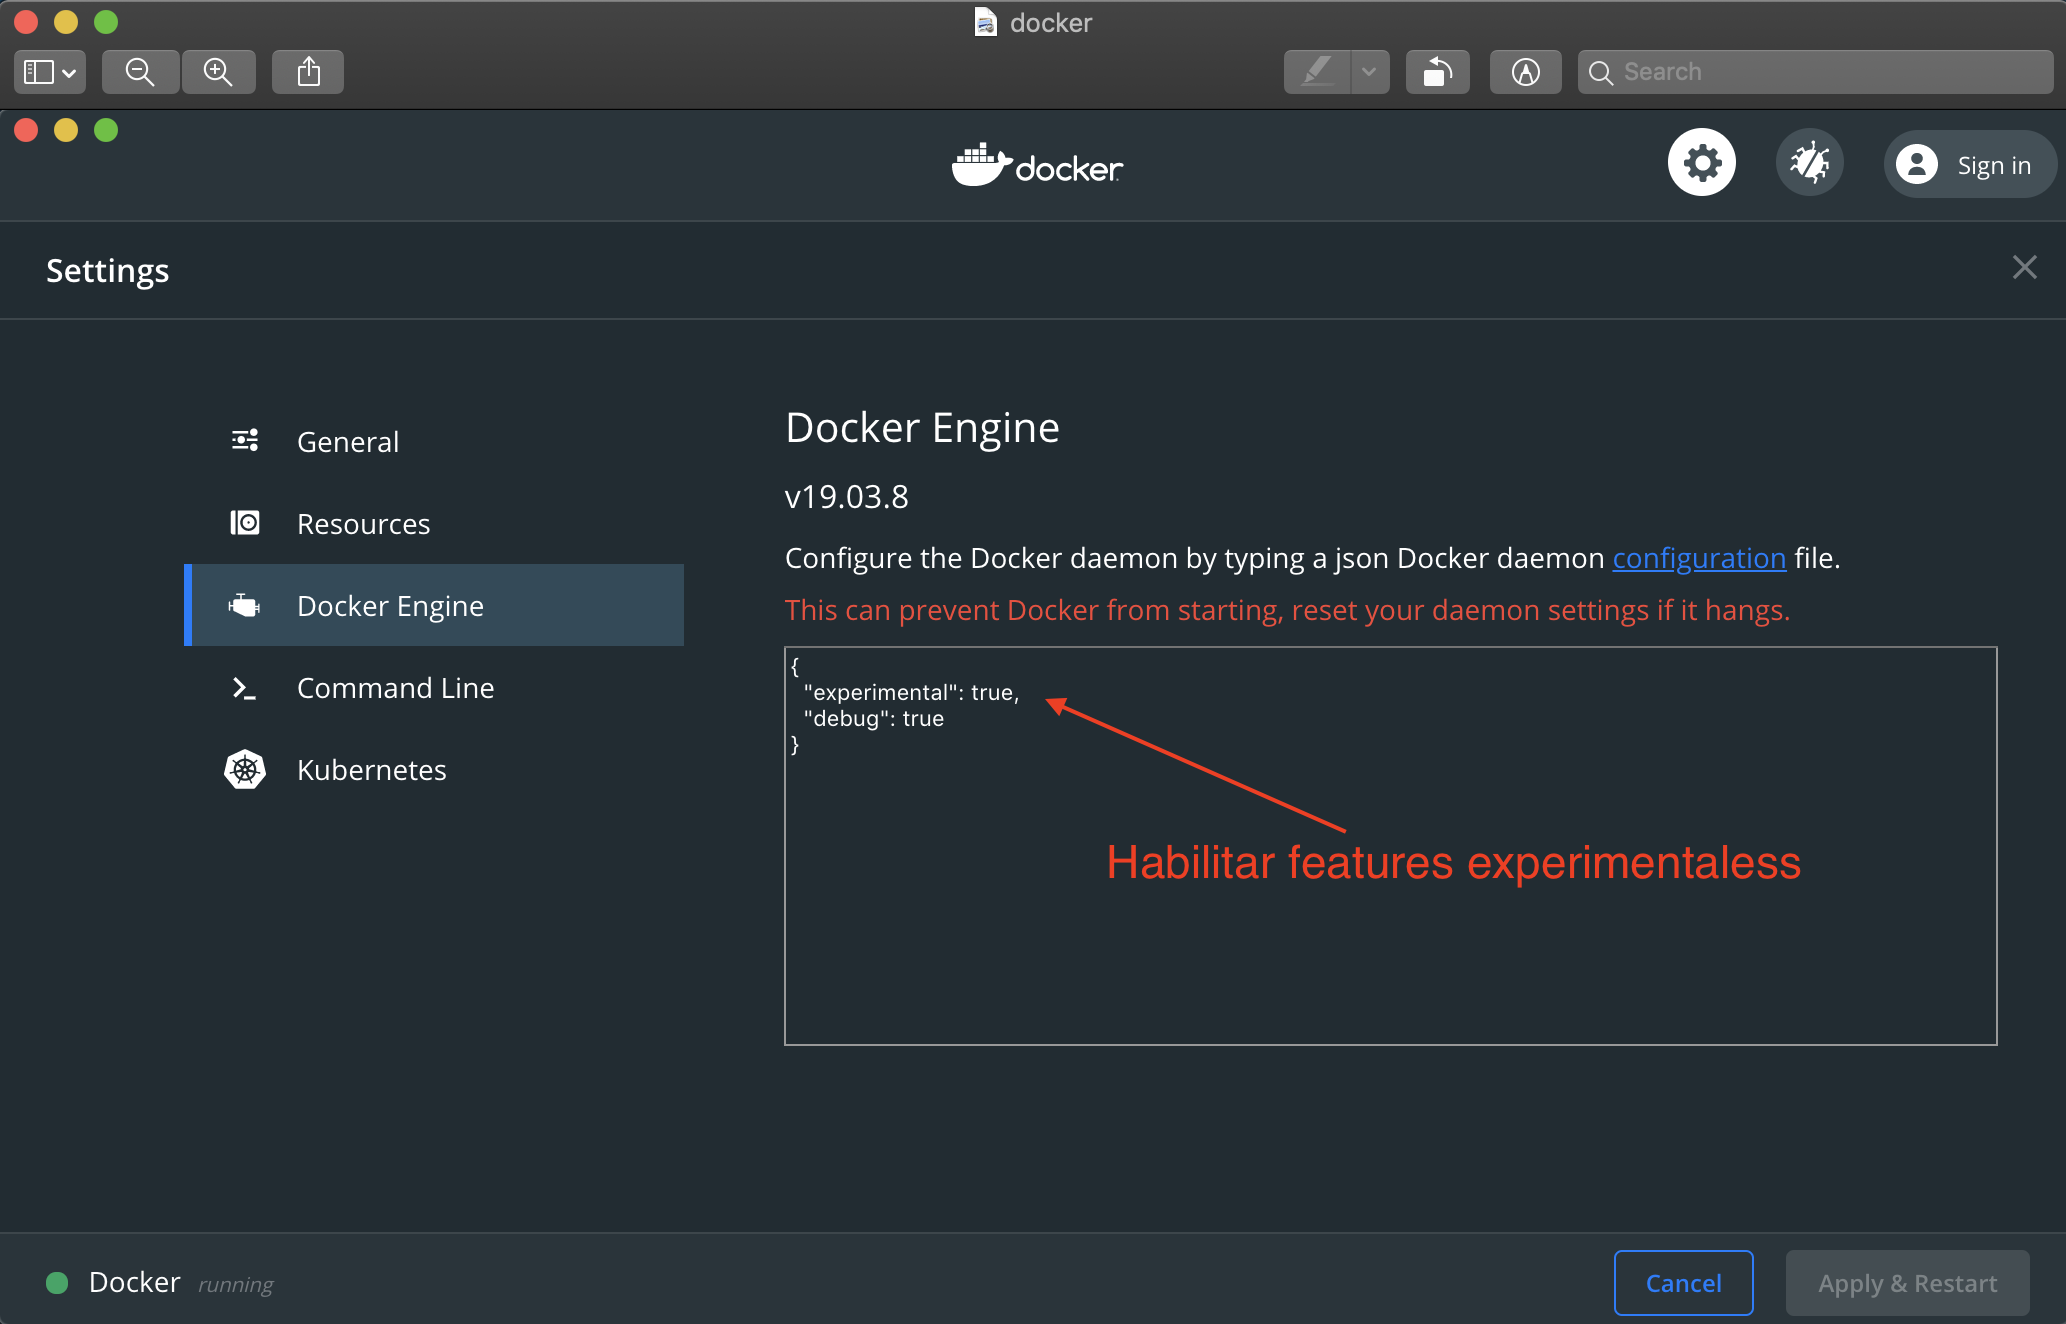 docker
Search
docker
Sign in
Settings
General
Resources
Docker Engine
Command Line
Kubernetes
Docker Engine
v19.03.8
Configure the Docker daemon by typing a json Docker daemon configuration file.
This can prevent Docker from starting, reset your daemon settings if it hangs.
{
"experimental": true,
"debug": true
}
Habilitar features experimentaless
Docker running
Cancel
Apply & Restart